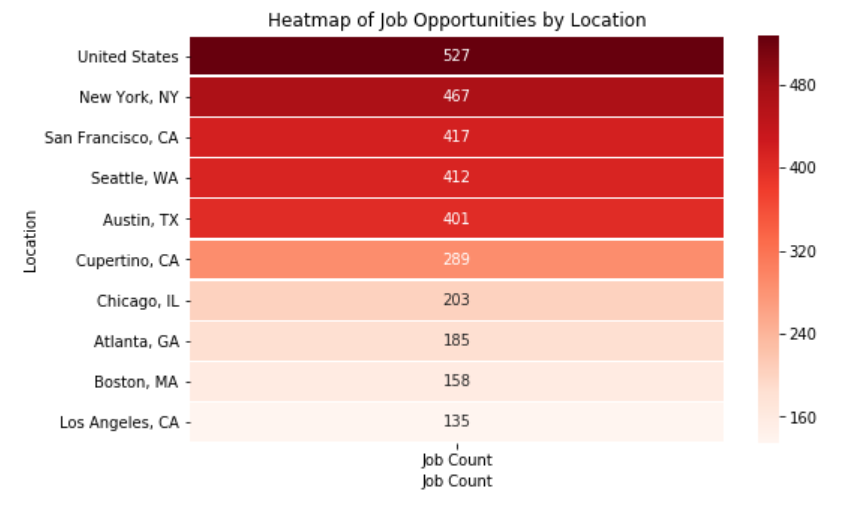 Heatmap of Job Opportunities by Location
United States 527
New York, NY 467
San Francisco, CA 417
Seattle, WA 412
Austin, TX 401
Cupertino, CA 289
Chicago, IL 203
Atlanta, GA 185
Boston, MA 158
Los Angeles, CA 135
Location
Job Count
Job Count
480
400
320
240
160